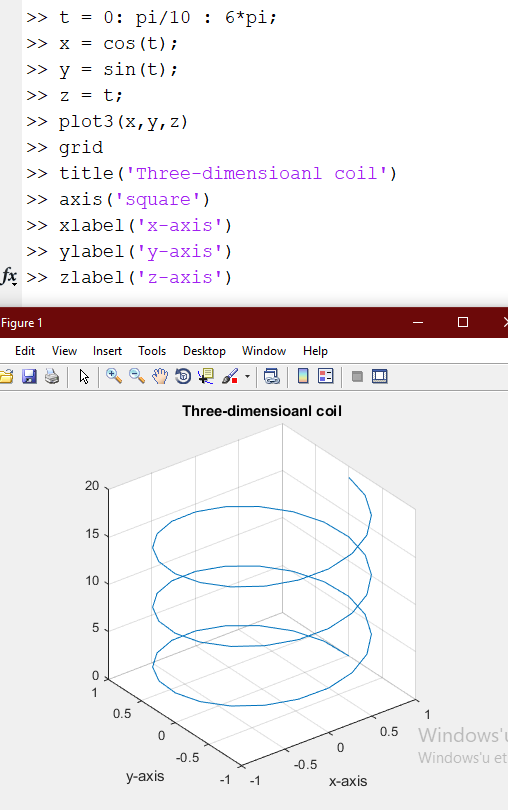 >> t = 0: pi/10 : 6*pi;
>> x = cos(t);
>> y = sin(t);
>> z = t;
>> plot3(x,y,z)
>> grid
>> title('Three-dimensioanl coil')
>> axis('square')
>> xlabel('x-axis')
>> ylabel('y-axis')
fx >> zlabel('z-axis')
Figure 1
Edit View Insert Tools Desktop Window Help
Three-dimensioanl coil
20
15
10
5
0
1
0.5
0
-0.5
-1
y-axis
-1
-0.5
0
0.5
1
x-axis
Windows'u
Windows'u et